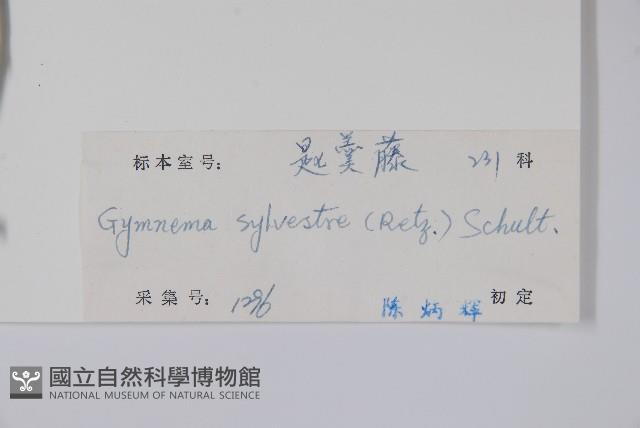 标本室号: 匙羹藤 231 科
Gymnema sylvestre (Retz.) Schult.
采集号: 1296 陈炳辉 初定
國立自然科學博物館
NATIONAL MUSEUM OF NATURAL SCIENCE